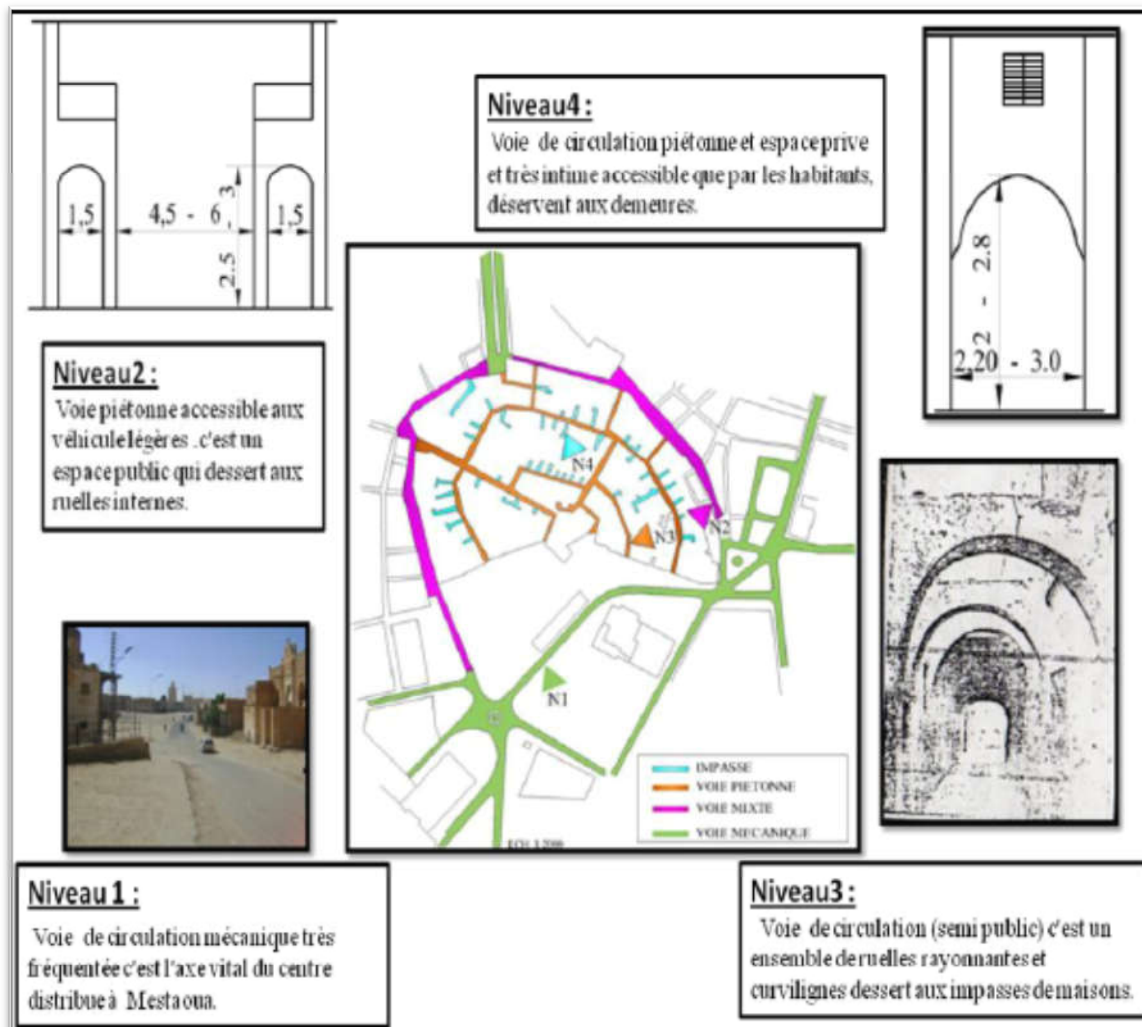 1,5
4,5 - 6
1,5
2.5 - 3
Niveau4 :
Voie de circulation piétonne et espace prive
et très intime accessible que par les habitants,
déservent aux demeures.
2 - 2.8
2,20 - 3.0
Niveau2 :
Voie piétonne accessible aux
véhicule légères .c'est un
espace public qui dessert aux
ruelles internes.
N4
N3
N2
N1
IMPASSE
VOIE PIETONNE
VOIE MIXTE
VOIE MECANIQUE
Niveau 1 :
Voie de circulation mécanique très
fréquentée c'est l'axe vital du centre
distribue à Mestaoua.
Niveau3 :
Voie de circulation (semi public) c'est un
ensemble de ruelles rayonnantes et
curvilignes dessert aux impasses de maisons.